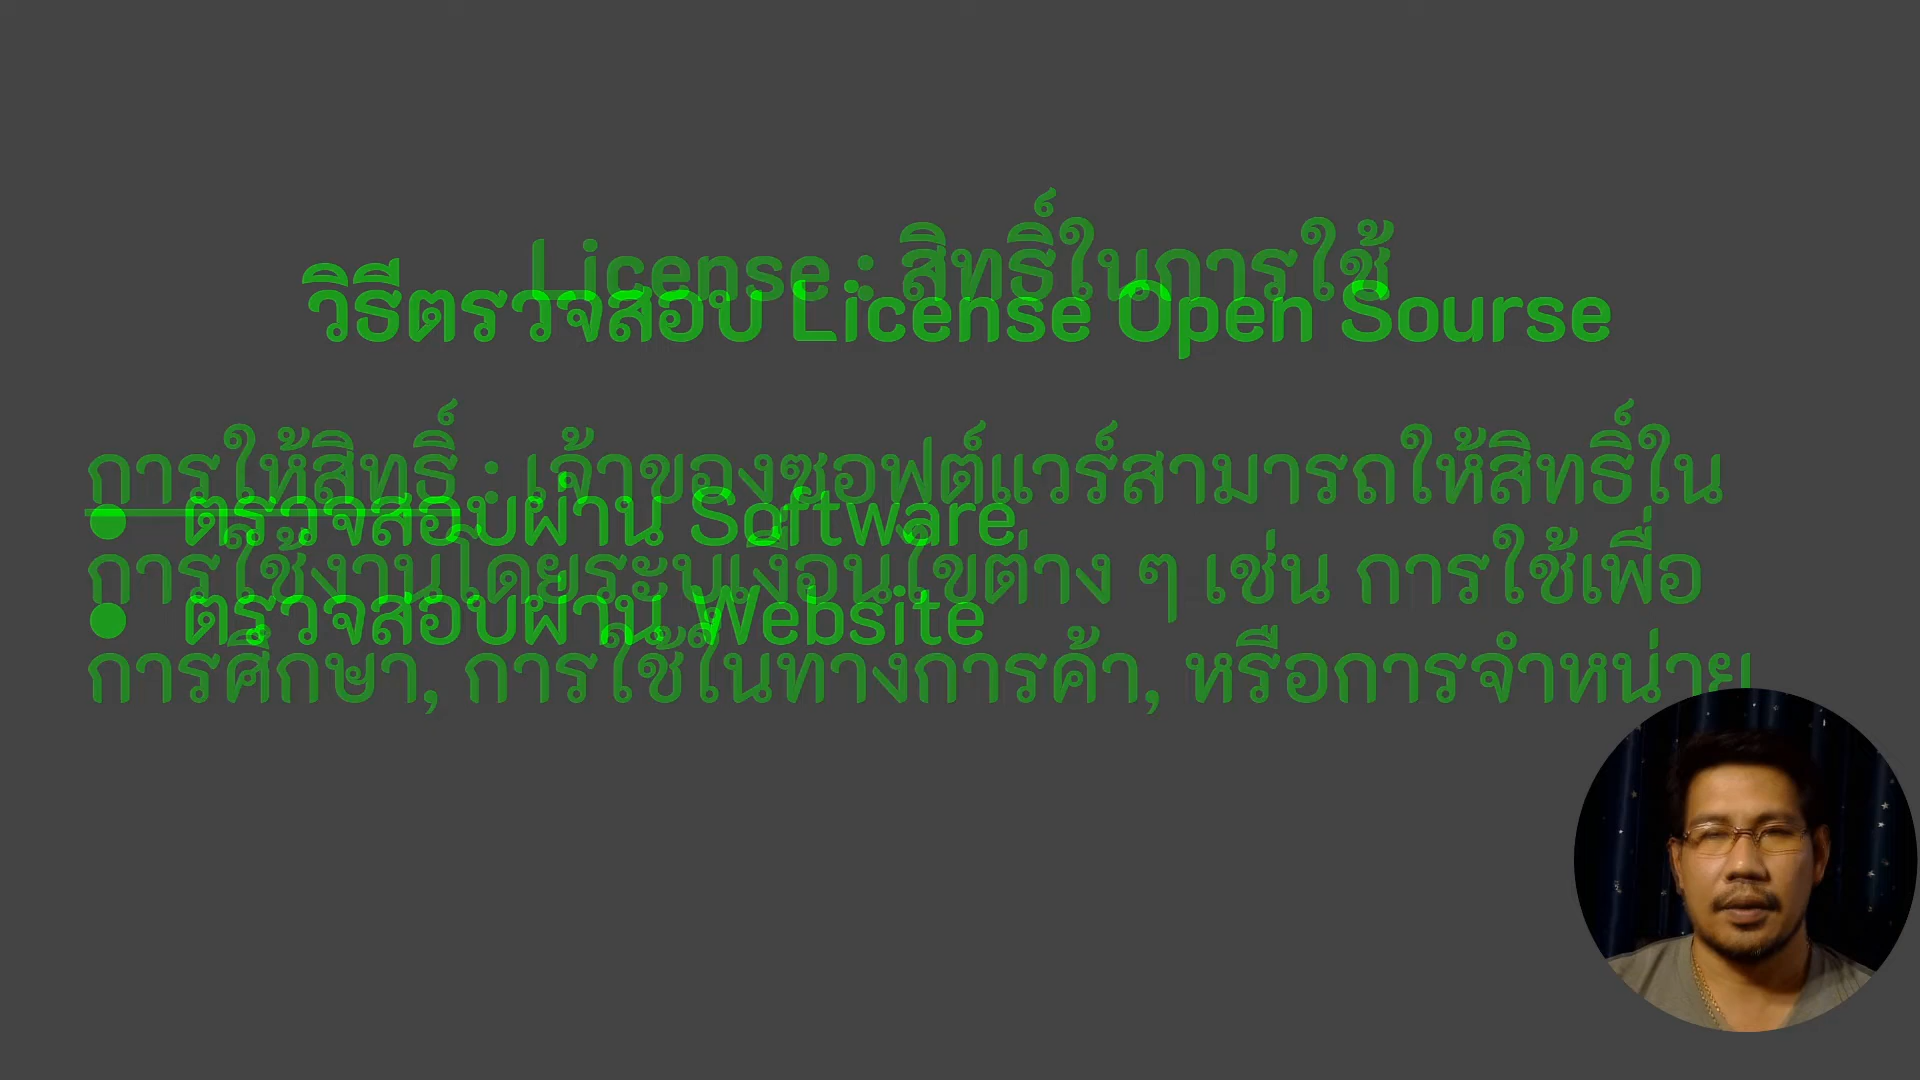 License : สิทธิ์ในการใช้
วิธีตรวจสอบ License Open Sourse
การให้สิทธิ์ : เจ้าของซอฟต์แวร์สามารถให้สิทธิ์ใน
● ตรวจสอบผ่าน Software
การใช้งานโดยระบุเงื่อนไขต่าง ๆ เช่น การใช้เพื่อ
● ตรวจสอบผ่าน Website
การศึกษา, การใช้ในทางการค้า, หรือการจำหน่าย